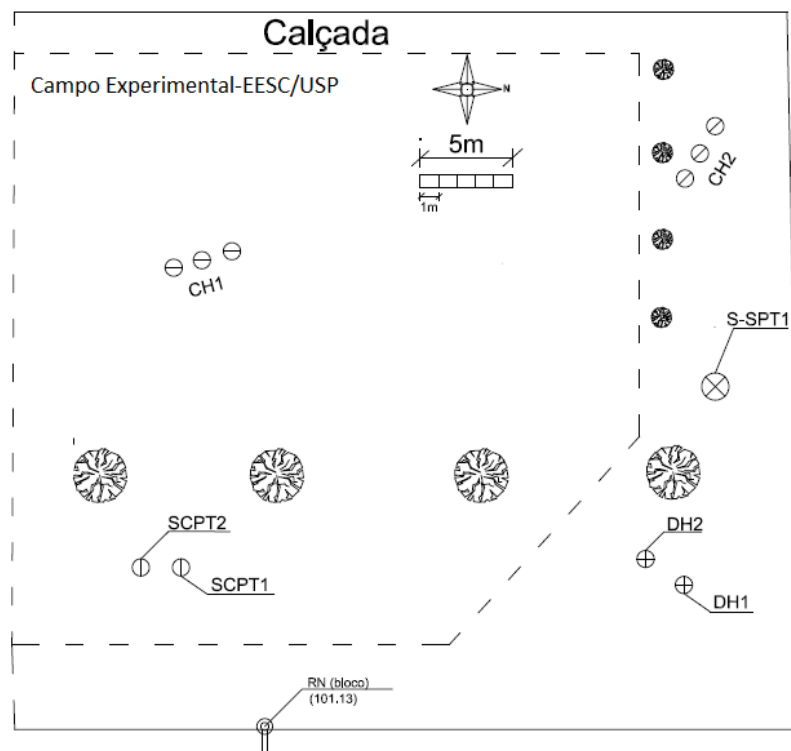 Calçada
Campo Experimental-EESC/USP
N
5m
1m
CH2
CH1
S-SPT1
SCPT2
SCPT1
DH2
DH1
RN (bloco)
(101.13)